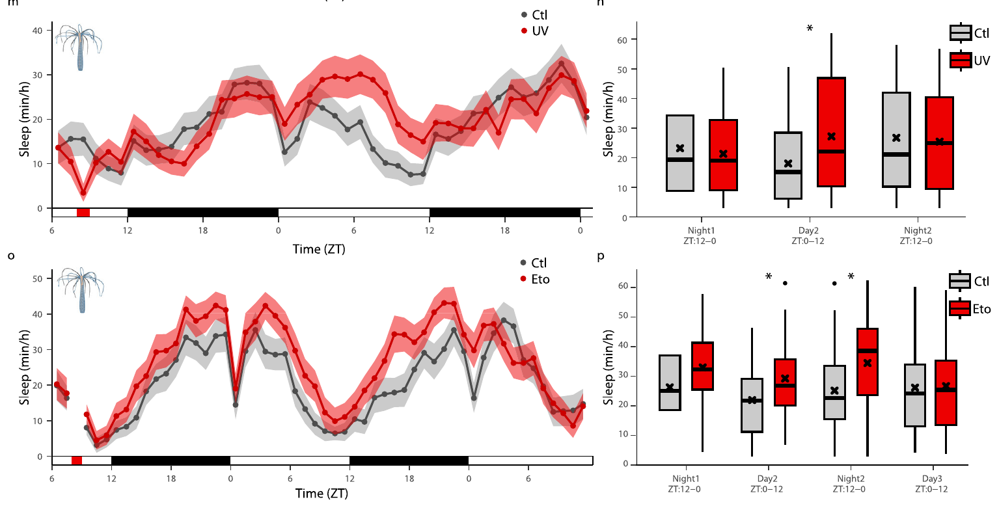 m
Ctl
UV
40
30
20
10
0
Sleep (min/h)
6 12 18 0 6 12 18 0
Time (ZT)
n
*
Ctl
UV
60
50
40
30
20
10
0
Sleep (min/h)
Night1 Day2 Night2
ZT:12–0 ZT:0–12 ZT:12–0
o
Ctl
Eto
50
40
30
20
10
0
Sleep (min/h)
6 12 18 0 6 12 18 0 6
Time (ZT)
p
* *
Ctl
Eto
60
50
40
30
20
10
0
Sleep (min/h)
Night1 Day2 Night2 Day3
ZT:12–0 ZT:0–12 ZT:12–0 ZT:0–12